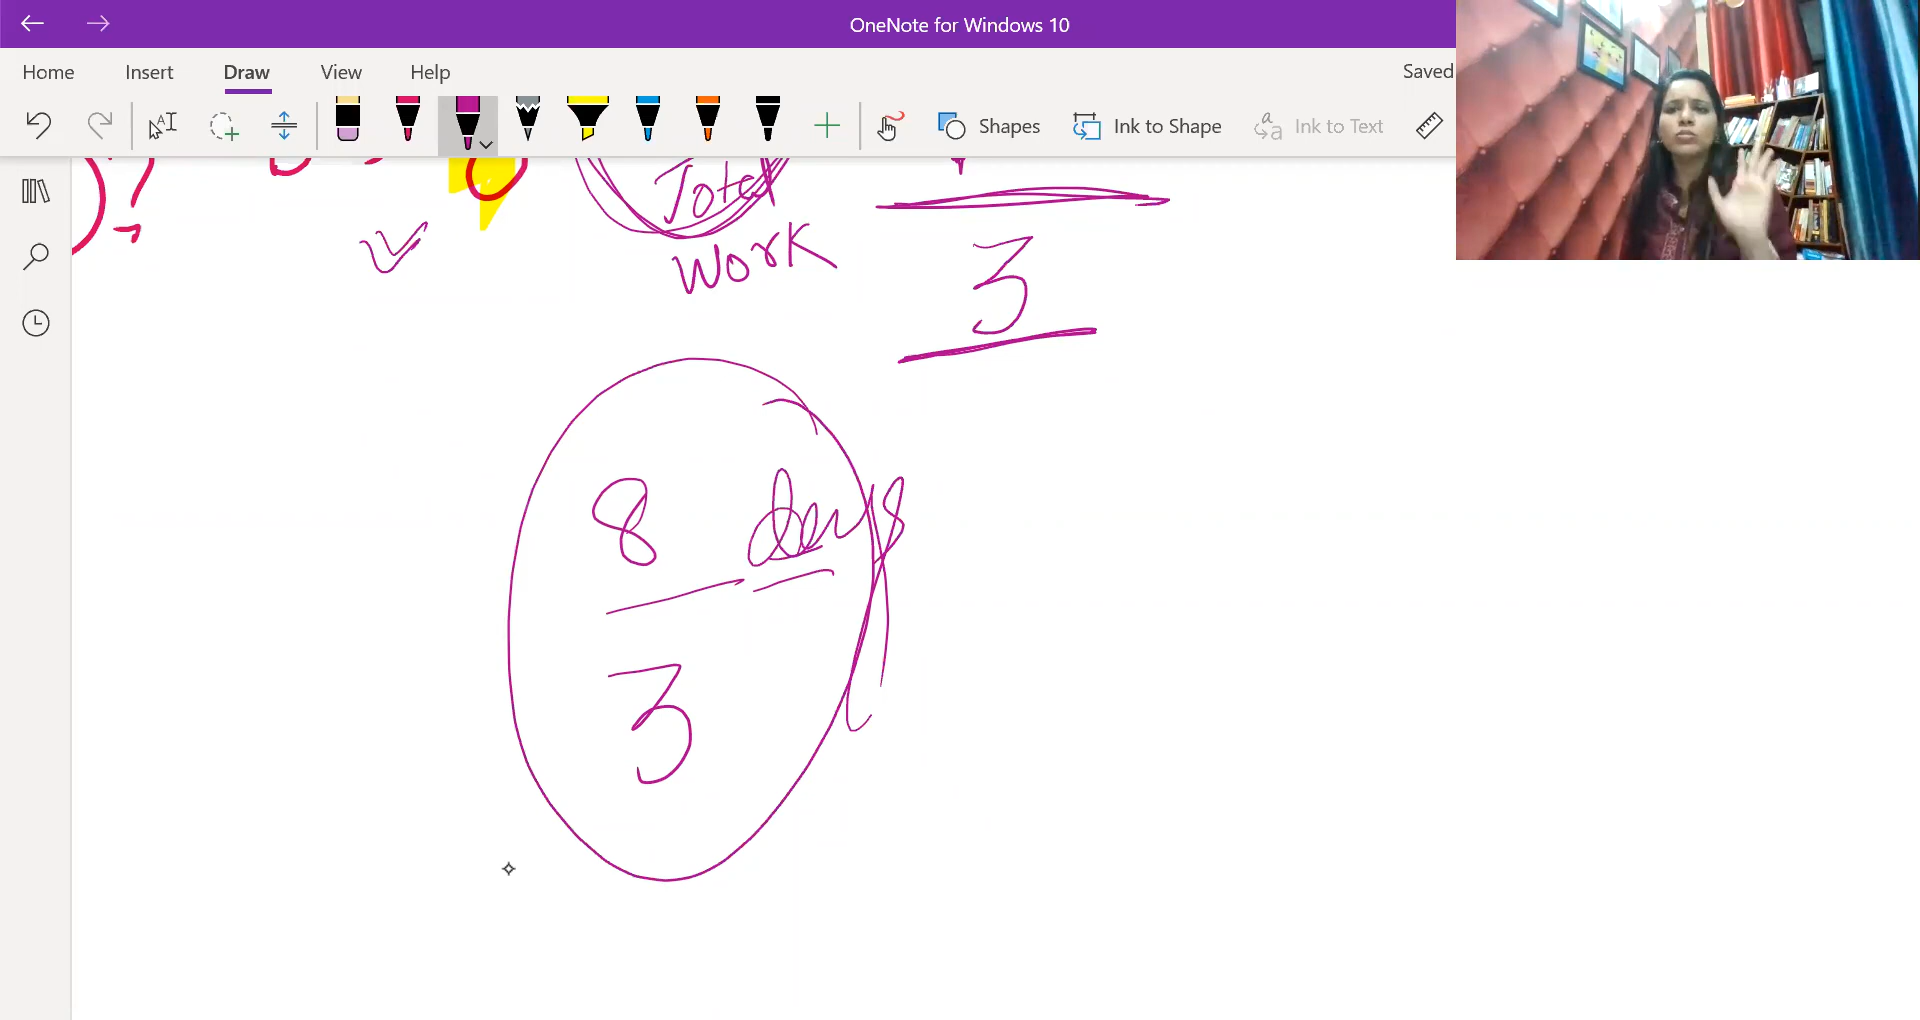 OneNote for Windows 10
Home Insert Draw View Help Saved
Shapes Ink to Shape Ink to Text
Total
Work
3
8 days
3